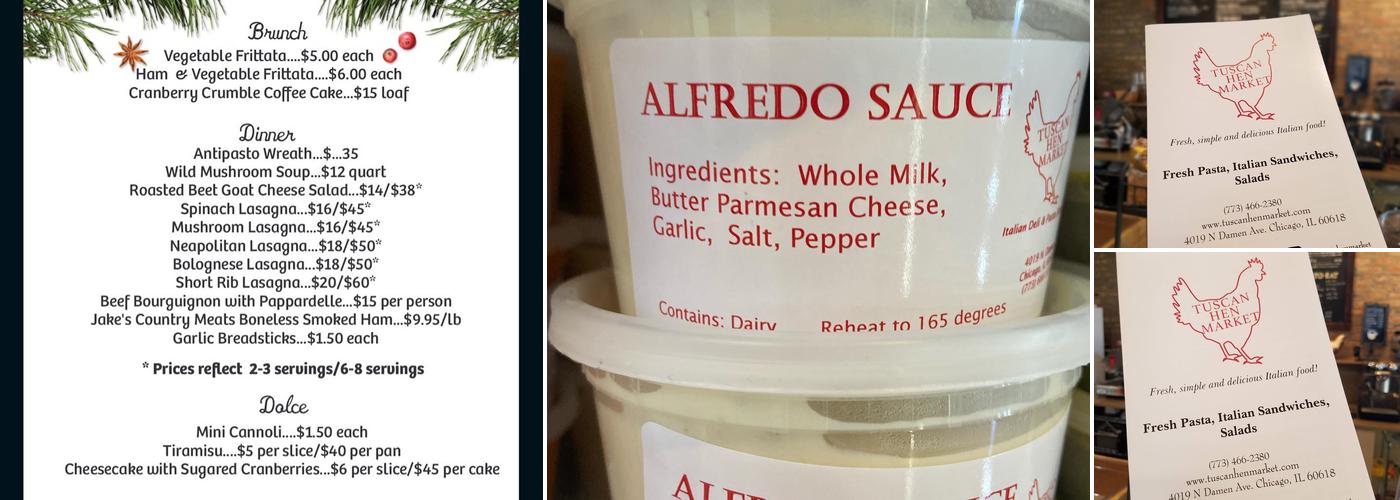 Brunch
Vegetable Frittata....$5.00 each
Ham & Vegetable Frittata....$6.00 each
Cranberry Crumble Coffee Cake...$15 loaf
Dinner
Antipasto Wreath...$...35
Wild Mushroom Soup...$12 quart
Roasted Beet Goat Cheese Salad...$14/$38*
Spinach Lasagna...$16/$45*
Mushroom Lasagna...$16/$45*
Neapolitan Lasagna...$18/$50*
Bolognese Lasagna...$18/$50*
Short Rib Lasagna...$20/$60*
Beef Bourguignon with Pappardelle...$15 per person
Jake's Country Meats Boneless Smoked Ham...$9.95/lb
Garlic Breadsticks...$1.50 each
* Prices reflect 2-3 servings/6-8 servings
Dolce
Mini Cannoli....$1.50 each
Tiramisu....$5 per slice/$40 per pan
Cheesecake with Sugared Cranberries...$6 per slice/$45 per cake
ALFREDO SAUCE
TUSCAN
HEN
MARKET
Ingredients: Whole Milk,
Butter Parmesan Cheese,
Garlic, Salt, Pepper
Italian Deli &
4019 N
Chicago,
(773)
Contains: Dairy
Reheat to 165 degrees
ALFREDO SAUCE
TUSCAN
HEN
MARKET
Fresh, simple and delicious Italian food!
Fresh Pasta, Italian Sandwiches,
Salads
(773) 466-2380
www.tuscanhenmarket.com
4019 N Damen Ave. Chicago, IL 60618
market
TUSCAN
HEN
MARKET
Fresh, simple and delicious Italian food!
Fresh Pasta, Italian Sandwiches,
Salads
(773) 466-2380
www.tuscanhenmarket.com
4019 N Damen Ave. Chicago, IL 60618